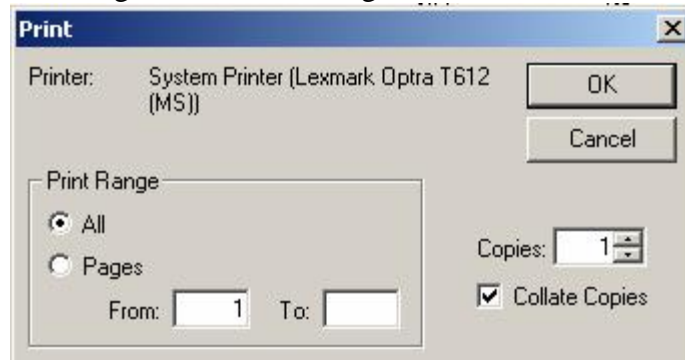 Print
Printer: System Printer (Lexmark Optra T612
(MS))
OK
Cancel
Print Range
All
Pages
From: 1 To:
Copies: 1
Collate Copies